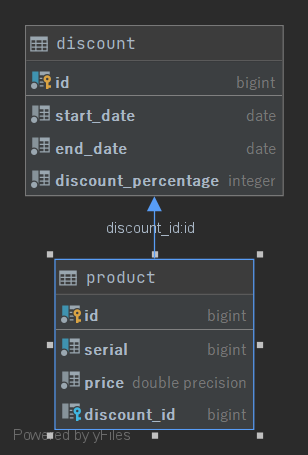 discount
id bigint
start_date date
end_date date
discount_percentage integer
discount_id:id
product
id bigint
serial bigint
price double precision
discount_id bigint
Powered by yFiles